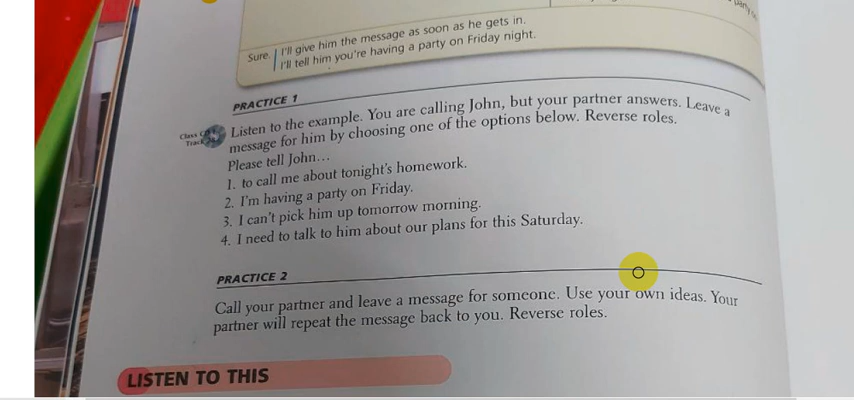 Sure. I'll give him the message as soon as he gets in.
I'll tell him you're having a party on Friday night.
PRACTICE 1
Class CD1
Track
Listen to the example. You are calling John, but your partner answers. Leave a
message for him by choosing one of the options below. Reverse roles.
Please tell John…
1. to call me about tonight's homework.
2. I'm having a party on Friday.
3. I can't pick him up tomorrow morning.
4. I need to talk to him about our plans for this Saturday.
PRACTICE 2
Call your partner and leave a message for someone. Use your own ideas. Your
partner will repeat the message back to you. Reverse roles.
LISTEN TO THIS